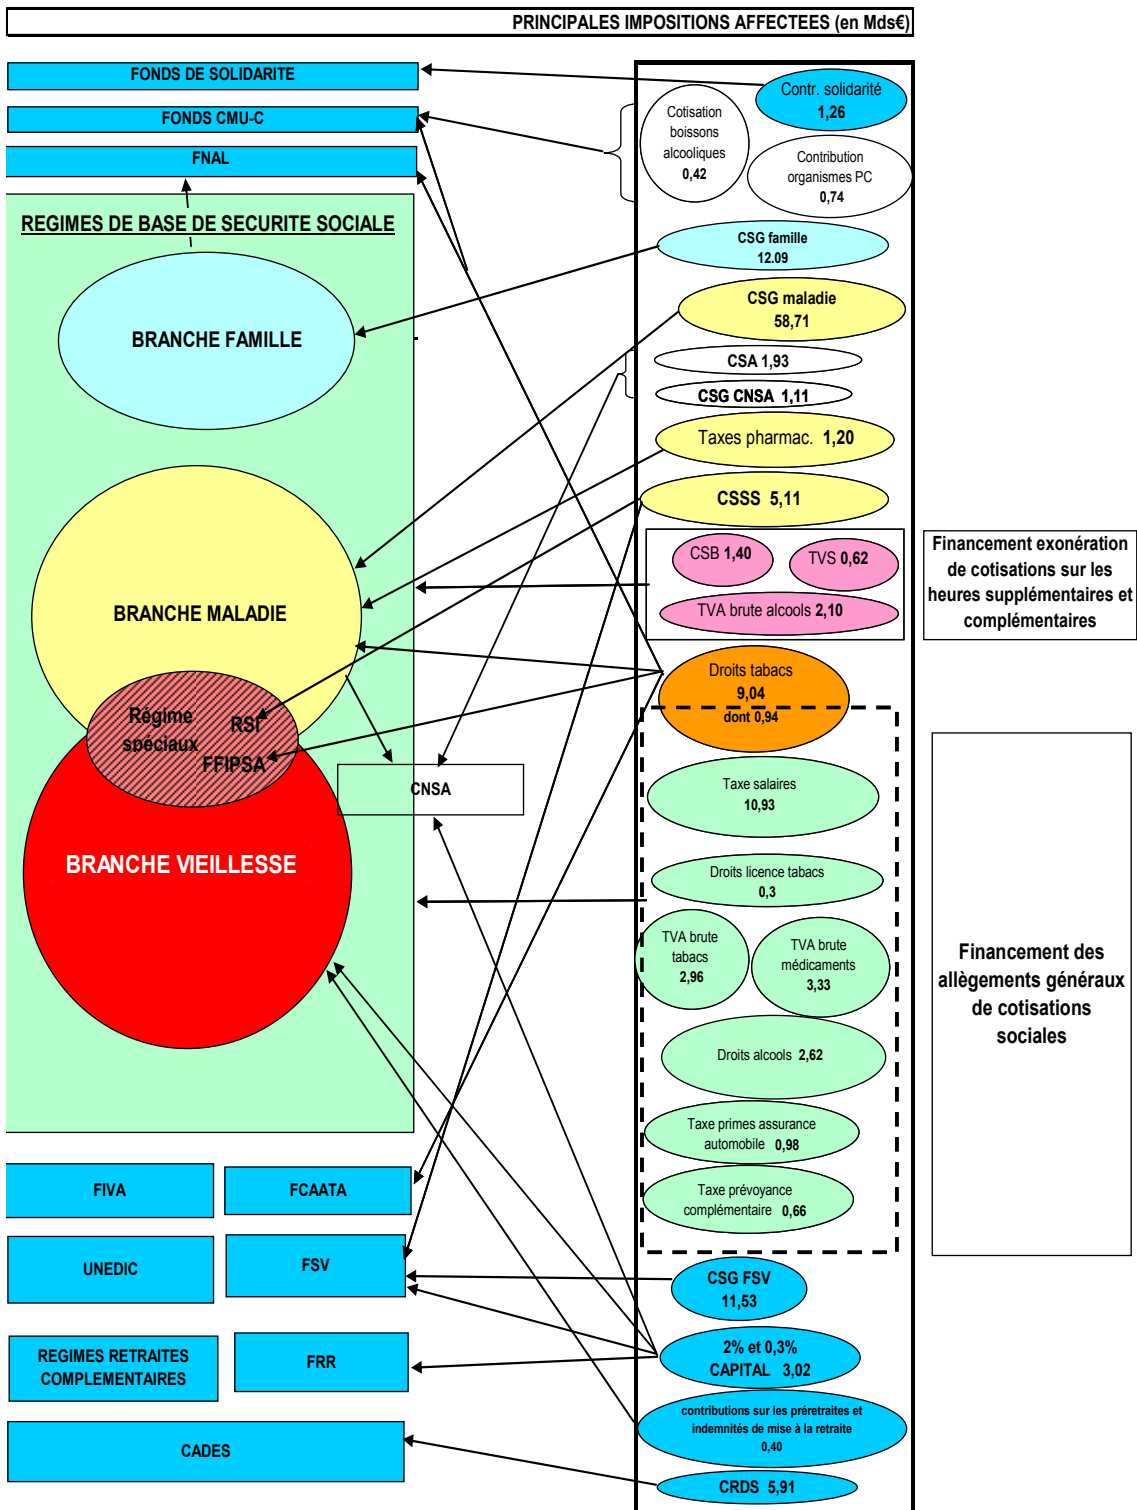 PRINCIPALES IMPOSITIONS AFFECTEES (en Mds€)
FONDS DE SOLIDARITE
FONDS CMU-C
FNAL
REGIMES DE BASE DE SECURITE SOCIALE
BRANCHE FAMILLE
BRANCHE MALADIE
Régime
spéciaux
RSI
FFIPSA
CNSA
BRANCHE VIEILLESSE
FIVA
FCAATA
UNEDIC
FSV
REGIMES RETRAITES
COMPLEMENTAIRES
FRR
CADES
Contr. solidarité
1,26
Cotisation
boissons
alcooliques
0,42
Contribution
organismes PC
0,74
CSG famille
12.09
CSG maladie
58,71
CSA 1,93
CSG CNSA 1,11
Taxes pharmac. 1,20
CSSS 5,11
CSB 1,40
TVS 0,62
TVA brute alcools 2,10
Droits tabacs
9,04
dont 0,94
Taxe salaires
10,93
Droits licence tabacs
0,3
TVA brute
tabacs
2,96
TVA brute
médicaments
3,33
Droits alcools 2,62
Taxe primes assurance
automobile 0,98
Taxe prévoyance
complémentaire 0,66
CSG FSV
11,53
2% et 0,3%
CAPITAL 3,02
contributions sur les préretraites et
indemnités de mise à la retraite
0,40
CRDS 5,91
Financement exonération
de cotisations sur les
heures supplémentaires et
complémentaires
Financement des
allègements généraux
de cotisations
sociales